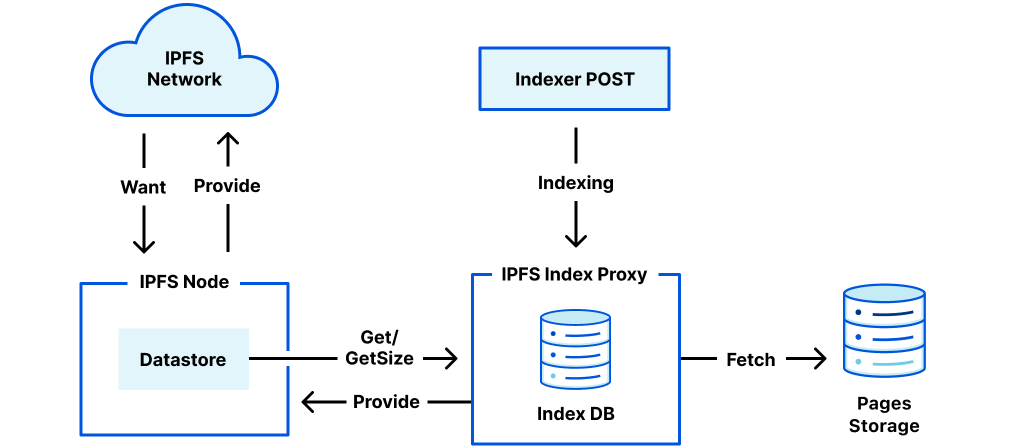 IPFS
Network
Indexer POST
Want
Provide
Indexing
IPFS Node
IPFS Index Proxy
Datastore
Get/
GetSize
Provide
Index DB
Fetch
Pages
Storage